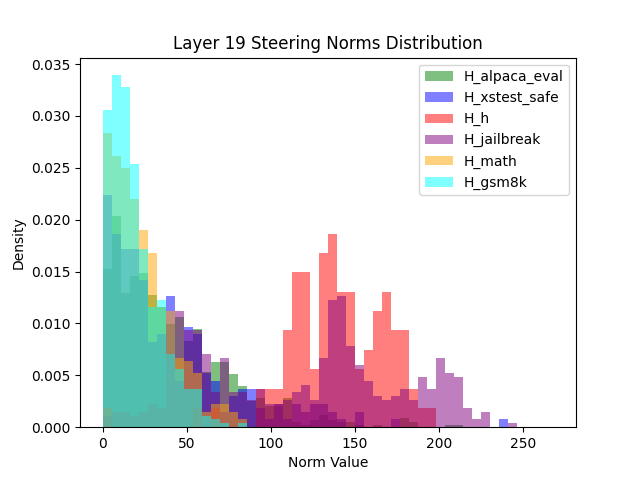 Layer 19 Steering Norms Distribution
0.035
0.030
0.025
0.020
0.015
0.010
0.005
0.000
Density
H_alpaca_eval
H_xstest_safe
H_h
H_jailbreak
H_math
H_gsm8k
0
50
100
150
200
250
Norm Value